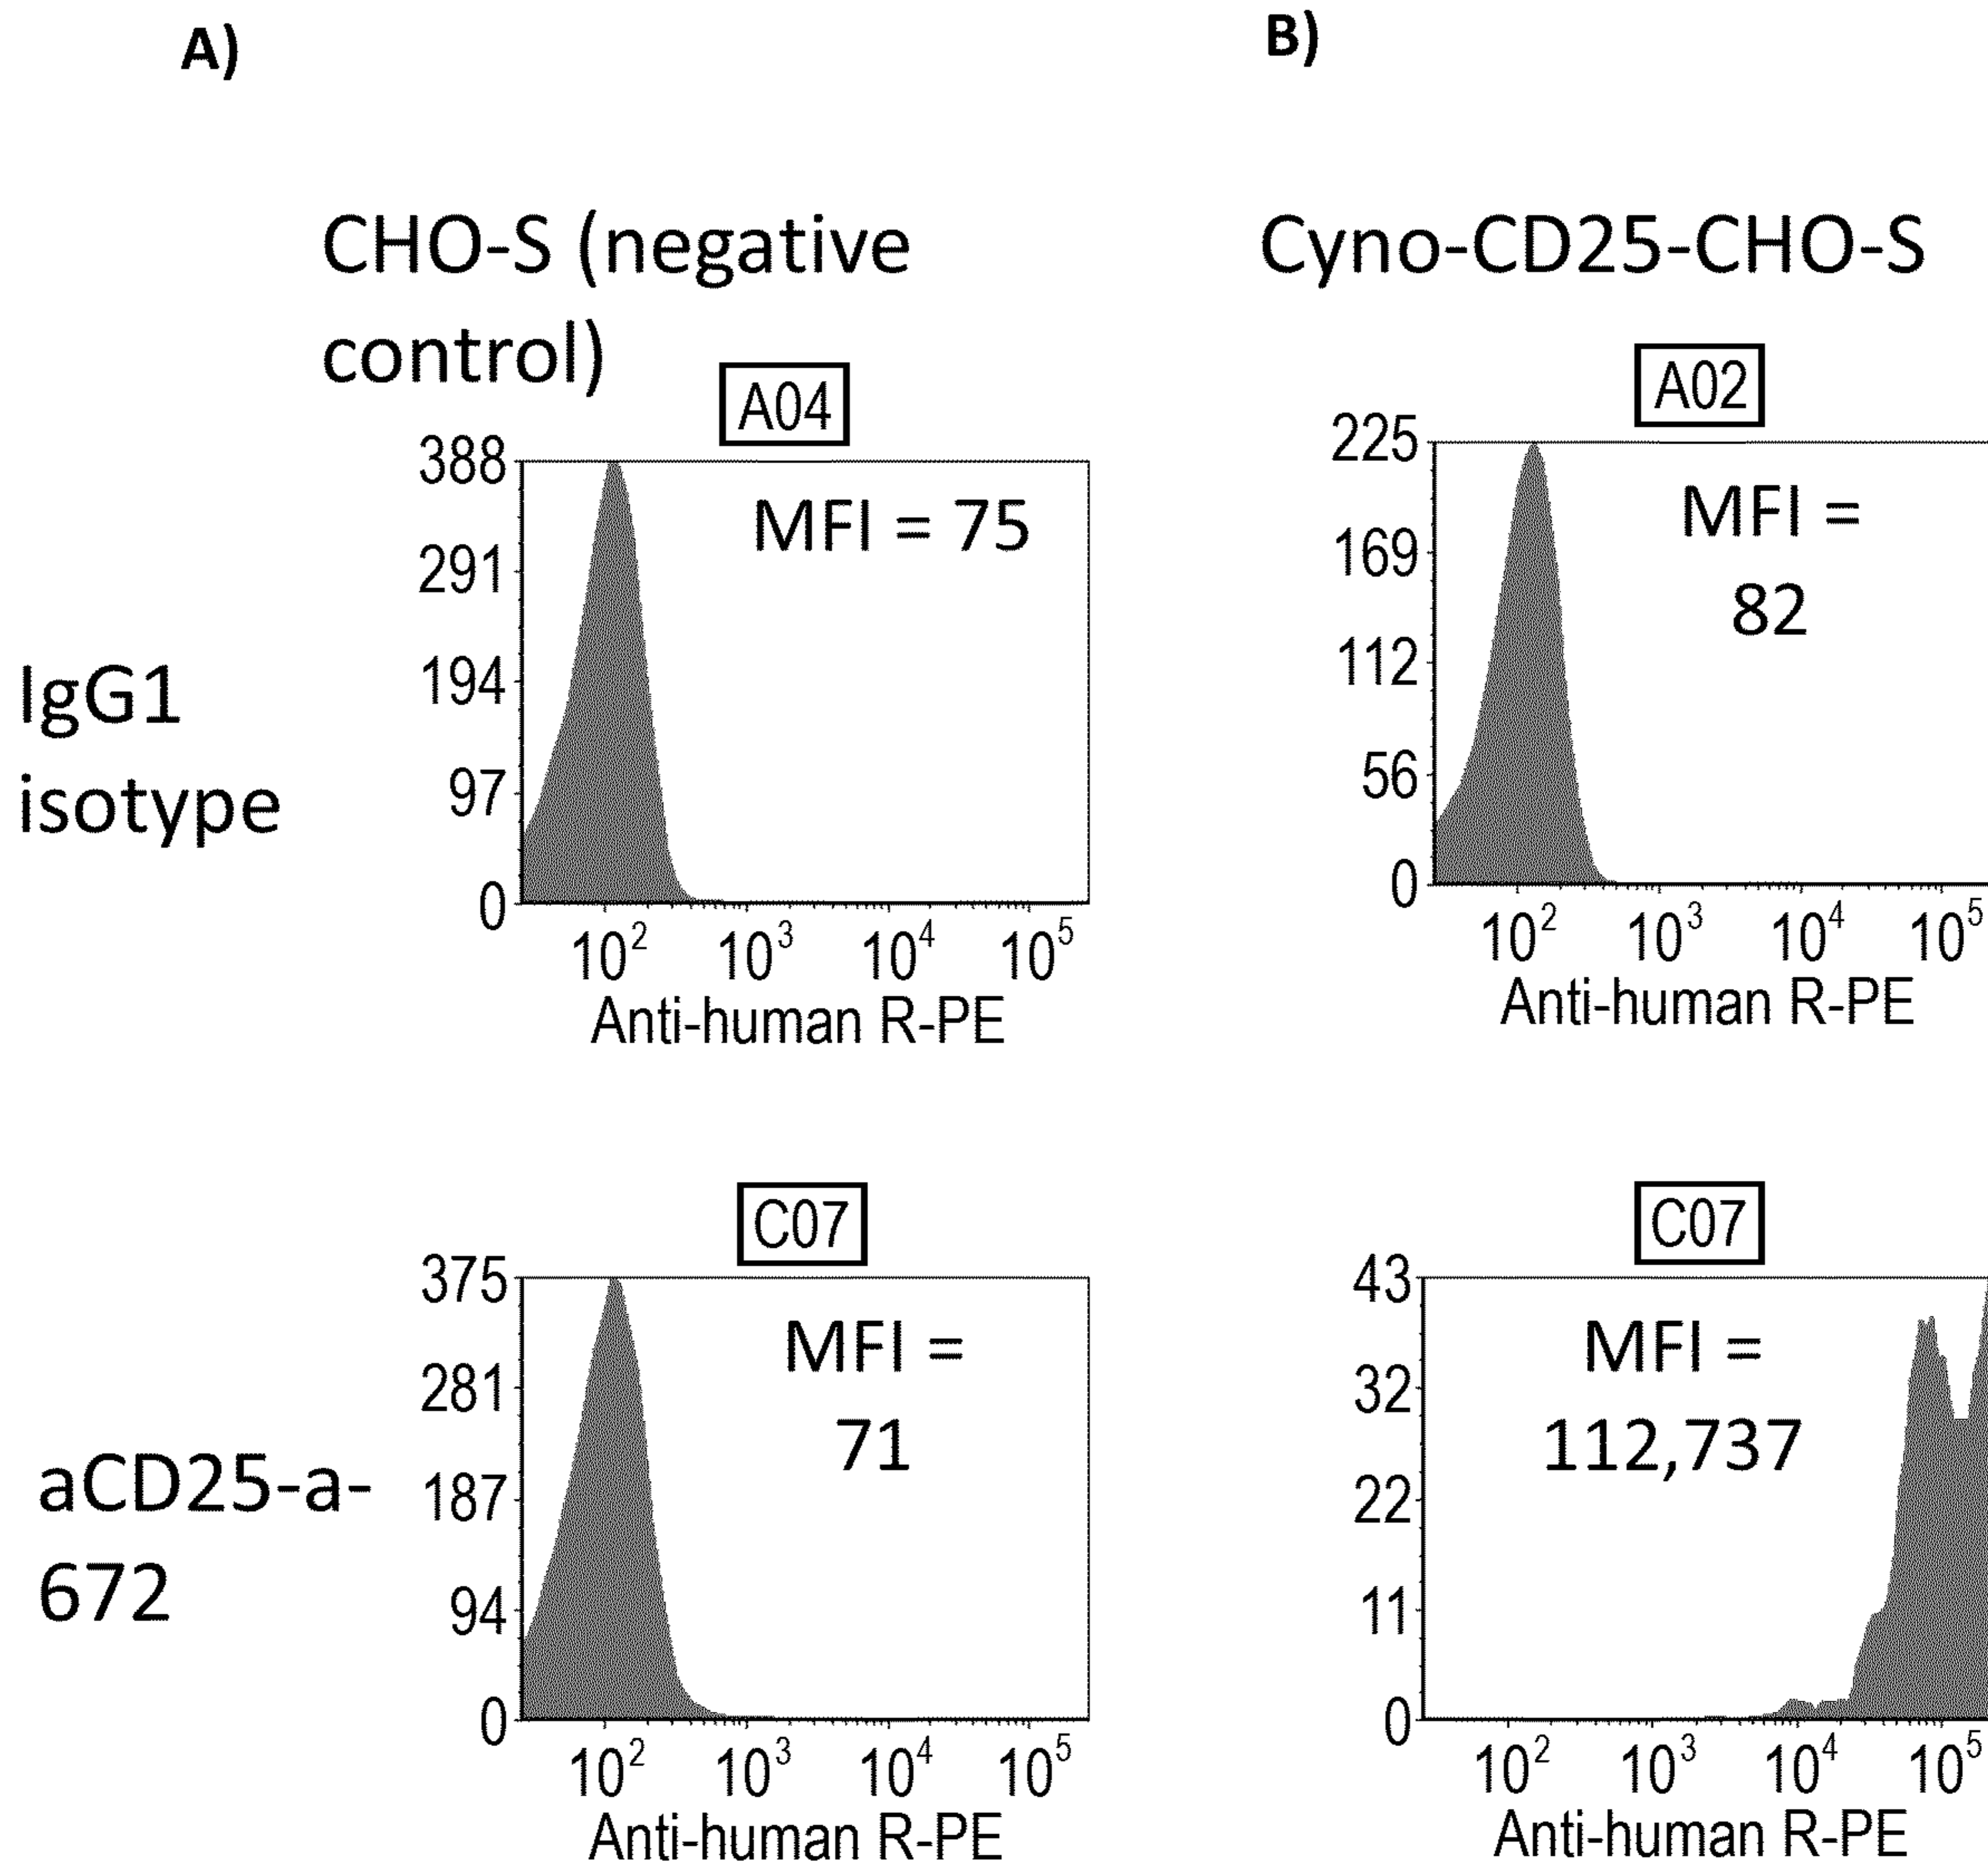 A)
B)
CHO-S (negative
control)
Cyno-CD25-CHO-S
IgG1
isotype
A04
388
291
194
97
0
MFI = 75
10²
10³
10⁴
10⁵
Anti-human R-PE
A02
225
169
112
56
0
MFI =
82
10²
10³
10⁴
10⁵
Anti-human R-PE
aCD25-a-
672
C07
375
281
187
94
0
MFI =
71
10²
10³
10⁴
10⁵
Anti-human R-PE
C07
43
32
22
11
0
MFI =
112,737
10²
10³
10⁴
10⁵
Anti-human R-PE